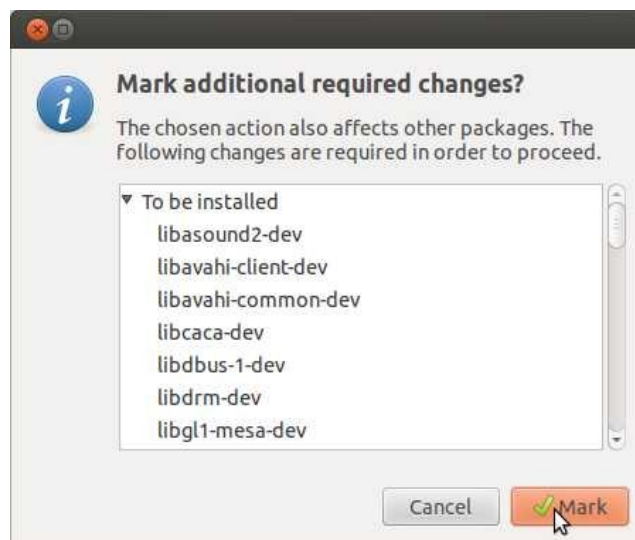 Mark additional required changes?
The chosen action also affects other packages. The
following changes are required in order to proceed.
To be installed
libasound2-dev
libavahi-client-dev
libavahi-common-dev
libcaca-dev
libdbus-1-dev
libdrm-dev
libgl1-mesa-dev
Cancel
Mark